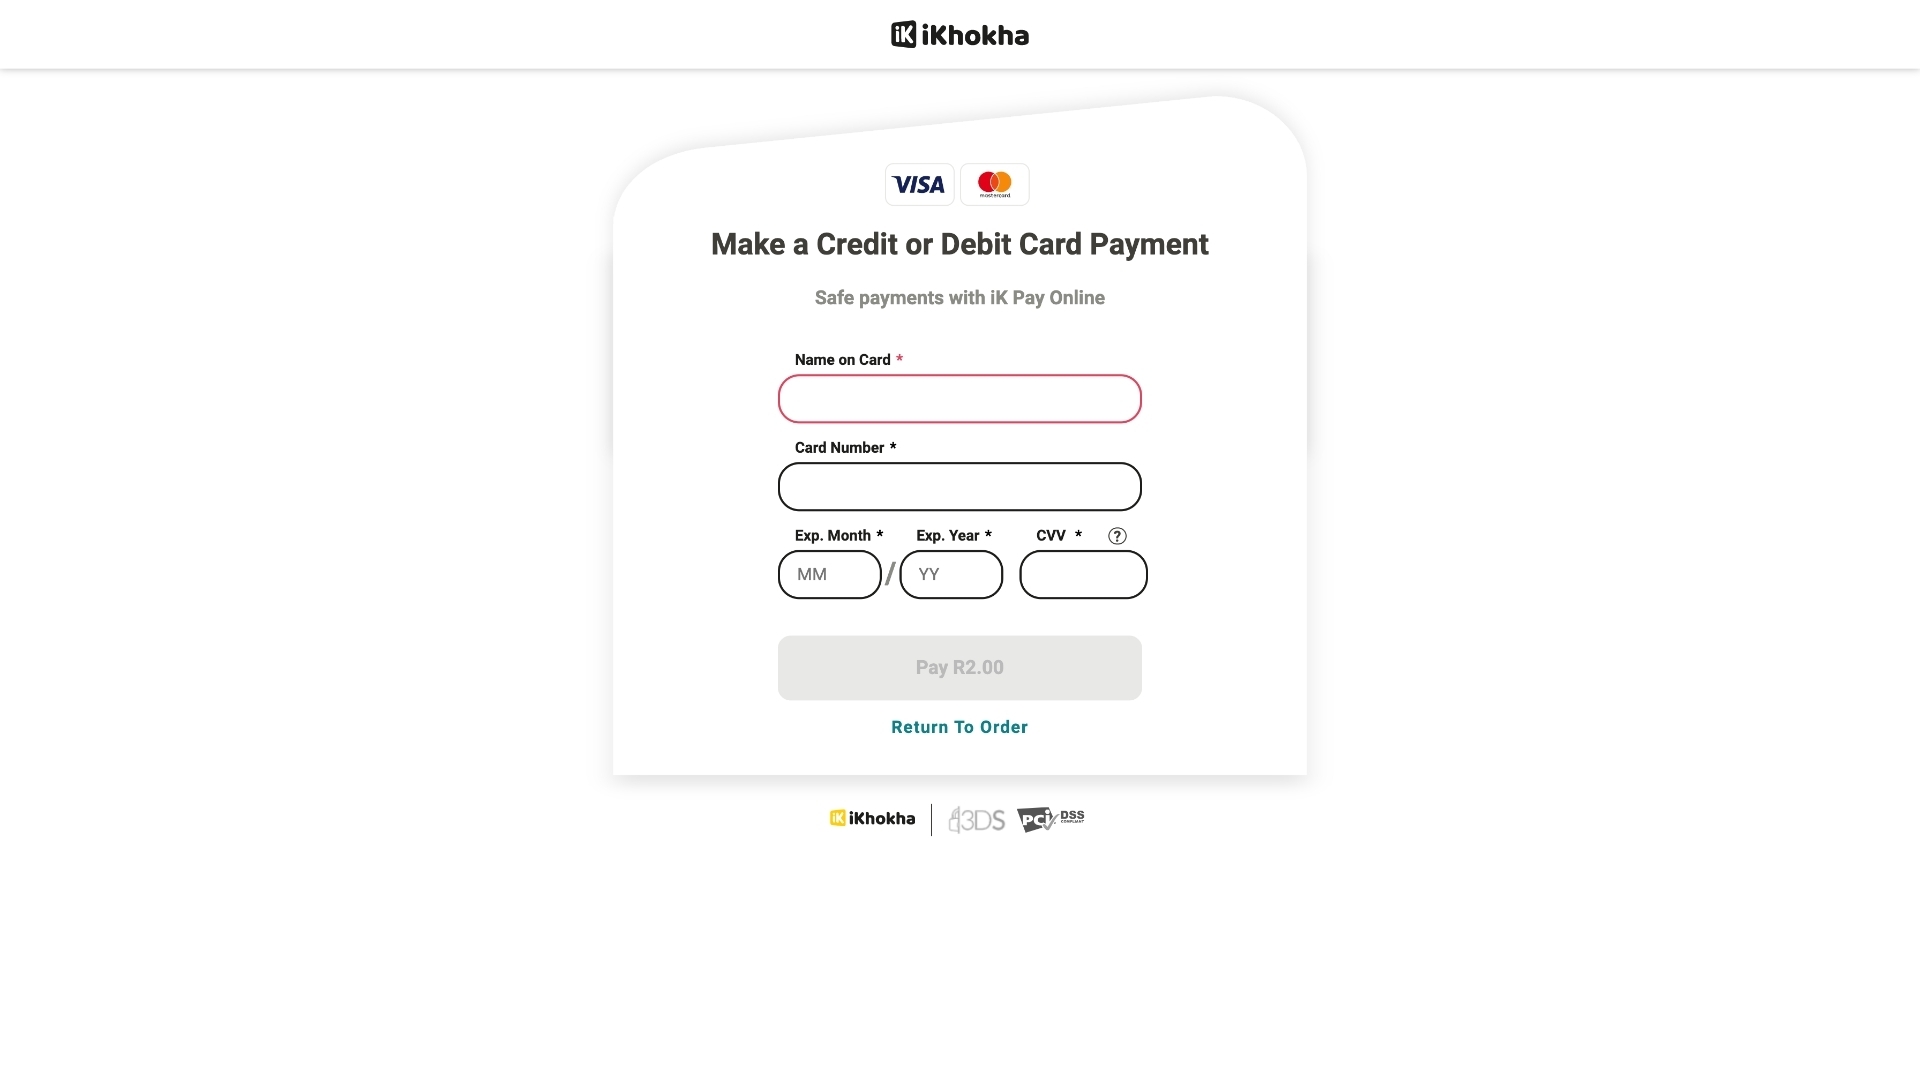 iK iKhokha
VISA mastercard
Make a Credit or Debit Card Payment
Safe payments with iK Pay Online
Name on Card *
Card Number *
Exp. Month * Exp. Year * CVV * ?
MM / YY
Pay R2.00
Return To Order
iK iKhokha 3DS PCI DSS COMPLIANT